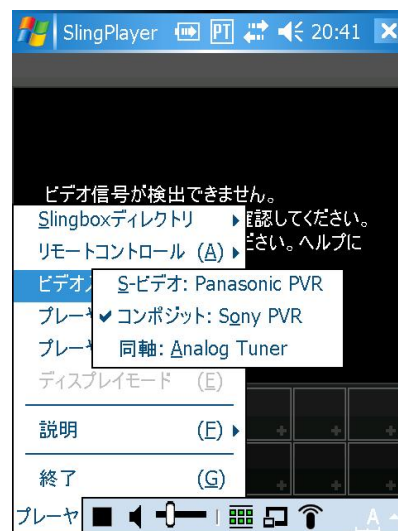 SlingPlayer PT 20:41
ビデオ信号が検出できません。
確認してください。
ださい。ヘルプに
Slingboxディレクトリ
リモートコントロール (A)
ビデオ
S-ビデオ: Panasonic PVR
コンポジット: Sony PVR
同軸: Analog Tuner
プレーヤ
プレー
ディスプレイモード (E)
説明 (F)
終了 (G)
プレーヤ
A